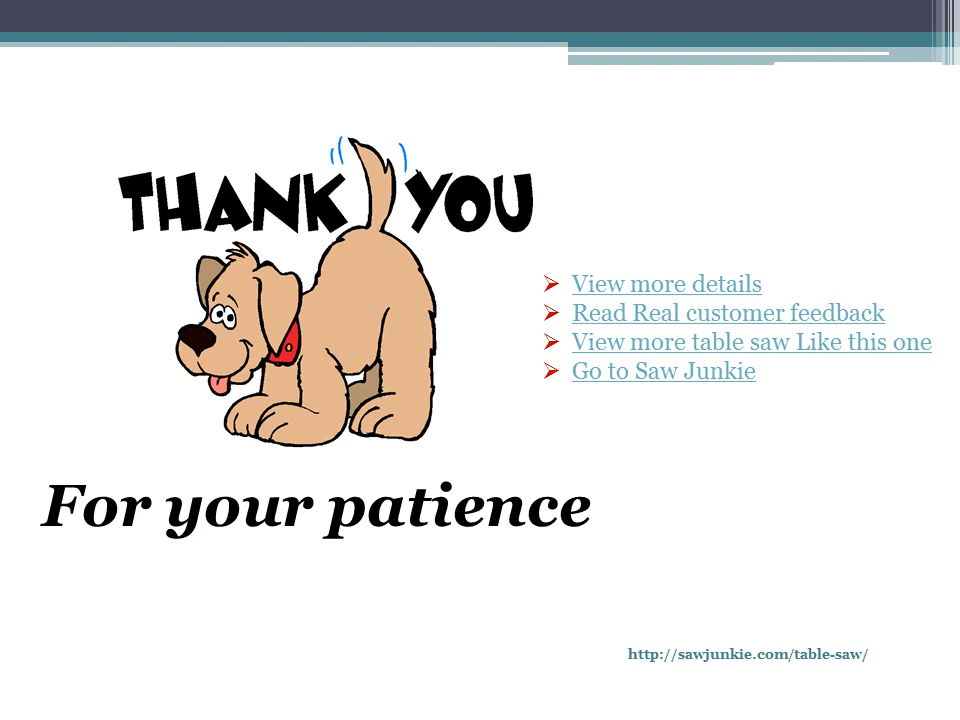 THANK YOU
View more details
Read Real customer feedback
View more table saw Like this one
Go to Saw Junkie
For your patience
http://sawjunkie.com/table-saw/